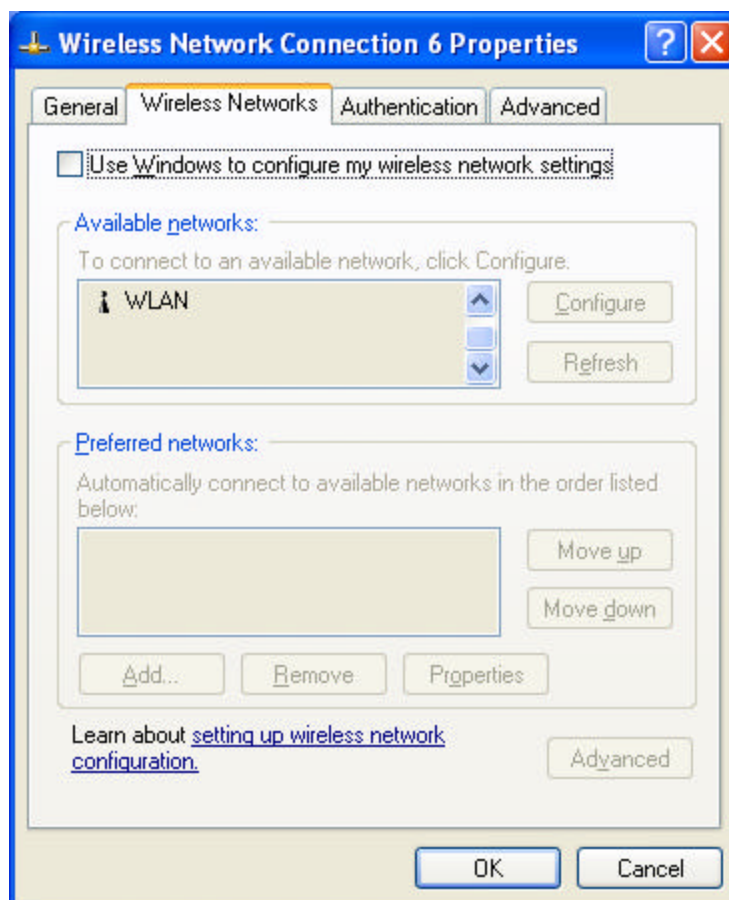 Wireless Network Connection 6 Properties
General Wireless Networks Authentication Advanced
Use Windows to configure my wireless network settings
Available networks:
To connect to an available network, click Configure.
WLAN
Configure
Refresh
Preferred networks:
Automatically connect to available networks in the order listed
below:
Move up
Move down
Add... Remove Properties
Learn about setting up wireless network
configuration.
Advanced
OK Cancel